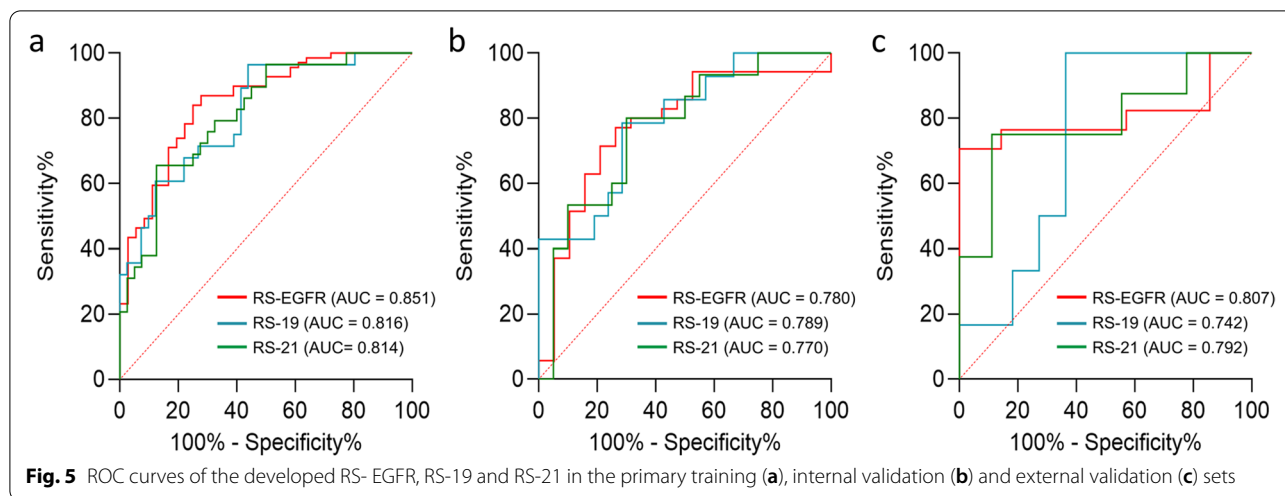 a
100
80
60
40
20
0
Sensitivity%
RS-EGFR (AUC = 0.851)
RS-19 (AUC = 0.816)
RS-21 (AUC= 0.814)
0 20 40 60 80 100
100% - Specificity%
b
100
80
60
40
20
0
Sensitivity%
RS-EGFR (AUC = 0.780)
RS-19 (AUC = 0.789)
RS-21 (AUC = 0.770)
0 20 40 60 80 100
100% - Specificity%
c
100
80
60
40
20
0
Sensitivity%
RS-EGFR (AUC = 0.807)
RS-19 (AUC = 0.742)
RS-21 (AUC = 0.792)
0 20 40 60 80 100
100% - Specificity%
Fig. 5 ROC curves of the developed RS- EGFR, RS-19 and RS-21 in the primary training (a), internal validation (b) and external validation (c) sets